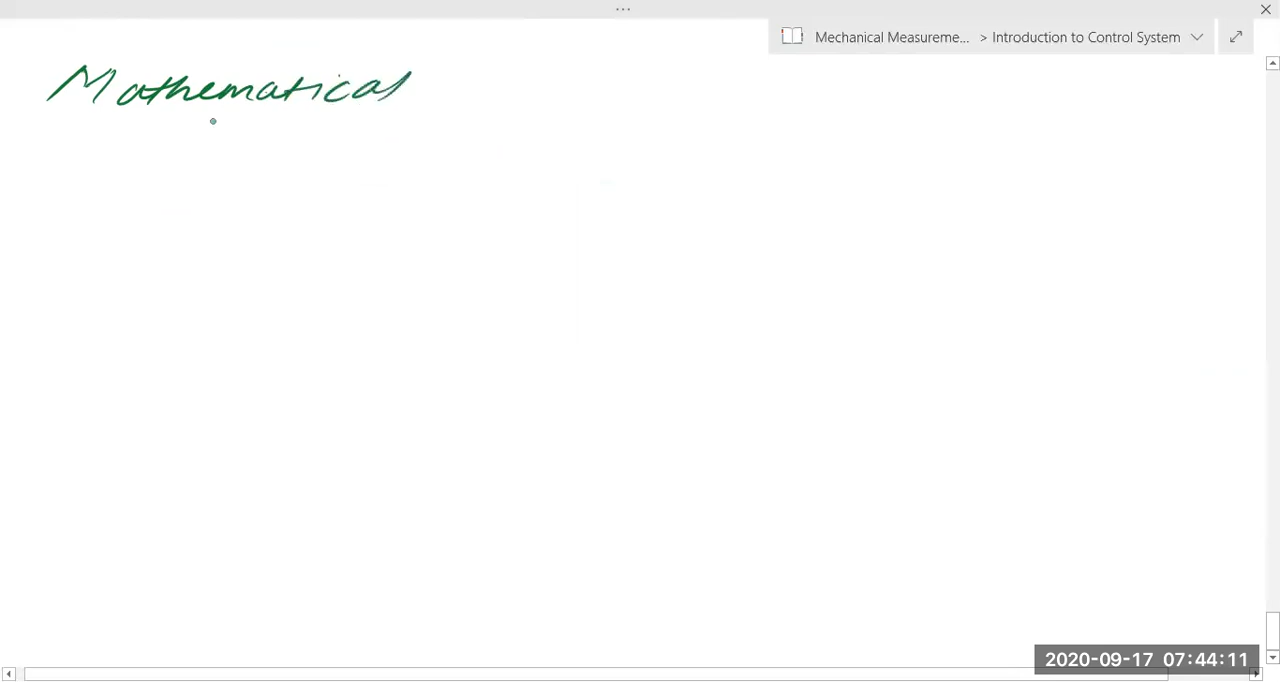 Mechanical Measureme... > Introduction to Control System
Mathematical
2020-09-17 07:44:11